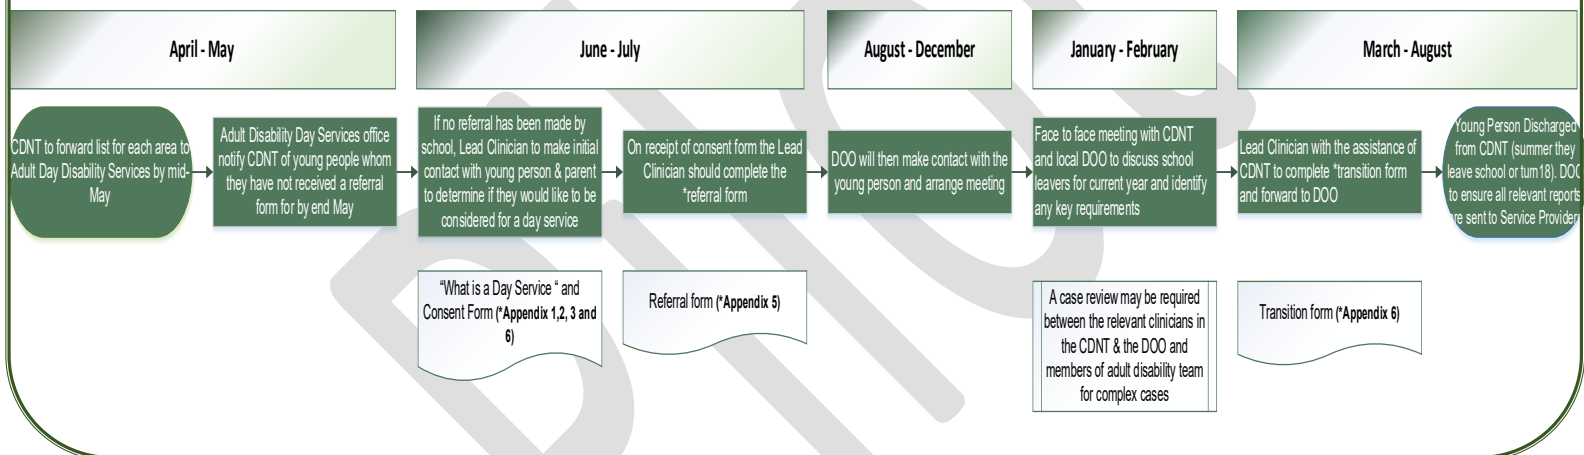 April - May
June - July
August - December
January - February
March - August
CDNT to forward list for each area to
Adult Day Disability Services by mid-
May
Adult Disability Day Services office
notify CDNT of young people whom
they have not received a referral
form for by end May
If no referral has been made by
school, Lead Clinician to make initial
contact with young person & parent
to determine if they would like to be
considered for a day service
On receipt of consent form the Lead
Clinician should complete the
*referral form
DOO will then make contact with the
young person and arrange meeting
Face to face meeting with CDNT
and local DOO to discuss school
leavers for current year and identify
any key requirements
Lead Clinician with the assistance of
CDNT to complete *transition form
and forward to DOO
Young Person Discharged
from CDNT (summer they
leave school or turn18). DOO
to ensure all relevant reports
are sent to Service Provider
"What is a Day Service " and
Consent Form (*Appendix 1,2, 3 and
6)
Referral form (*Appendix 5)
A case review may be required
between the relevant clinicians in
the CDNT & the DOO and
members of adult disability team
for complex cases
Transition form (*Appendix 6)